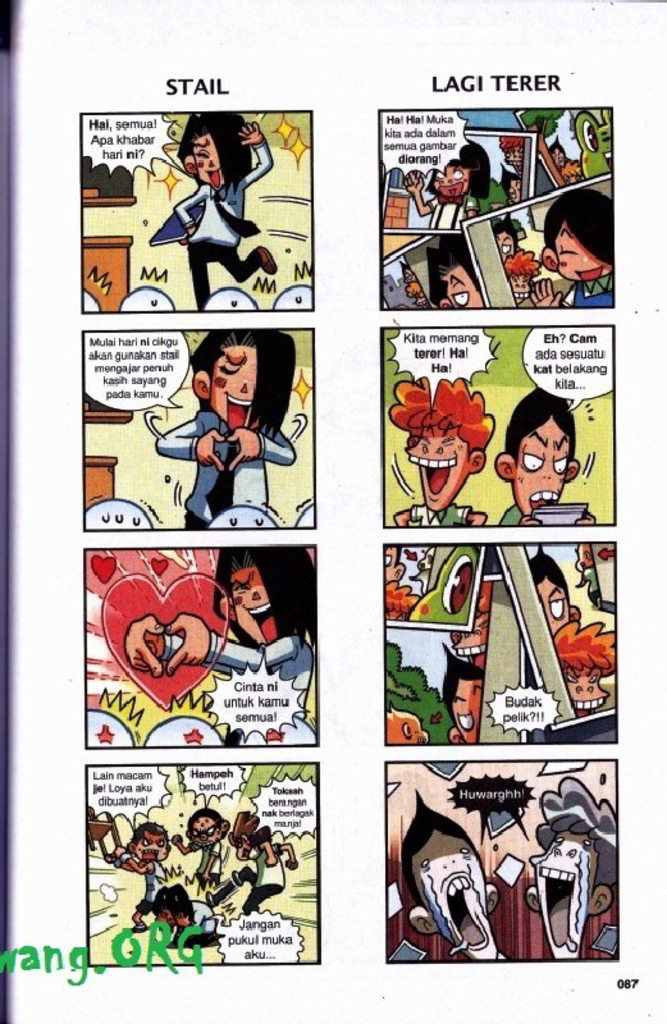 STAIL
Hai, semua!
Apa khabar
hari ni?
Mulai hari ni cikgu
akan gunakan stail
mengajar penuh
kasih sayang
pada kamu.
Cinta ni
untuk kamu
semua!
Lain macam
je! Loya aku
dibuatnya!
Hampeh
betul!
Toksah
berangan
nak berlagak
manja!
Jangan
pukul muka
aku...
LAGI TERER
Ha! Ha! Muka
kita ada dalam
semua gambar
diorang!
Kita memang
terer! Ha!
Ha!
Eh? Cam
ada sesuatu
kat belakang
kita...
Budak
pelik?!!
Huwarghh!
wang.ORG
087